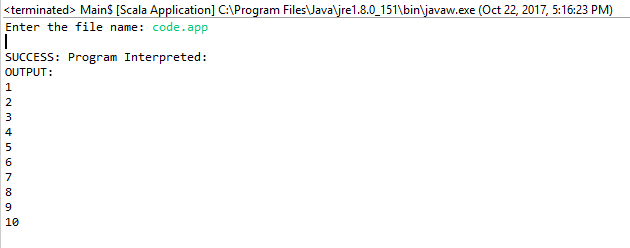 <terminated> Main$ [Scala Application] C:\Program Files\Java\jre1.8.0_151\bin\javaw.exe (Oct 22, 2017, 5:16:23 PM)
Enter the file name: code.app
SUCCESS: Program Interpreted:
OUTPUT:
1
2
3
4
5
6
7
8
9
10